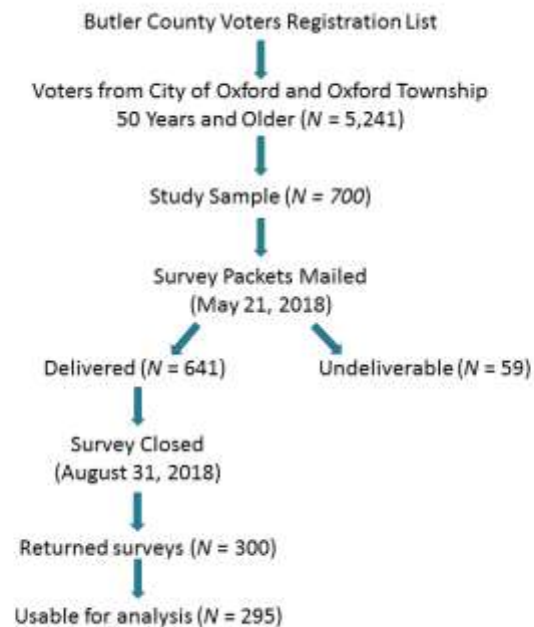 Butler County Voters Registration List
Voters from City of Oxford and Oxford Township
50 Years and Older (N = 5,241)
Study Sample (N = 700)
Survey Packets Mailed
(May 21, 2018)
Delivered (N = 641)
Undeliverable (N = 59)
Survey Closed
(August 31, 2018)
Returned surveys (N = 300)
Usable for analysis (N = 295)